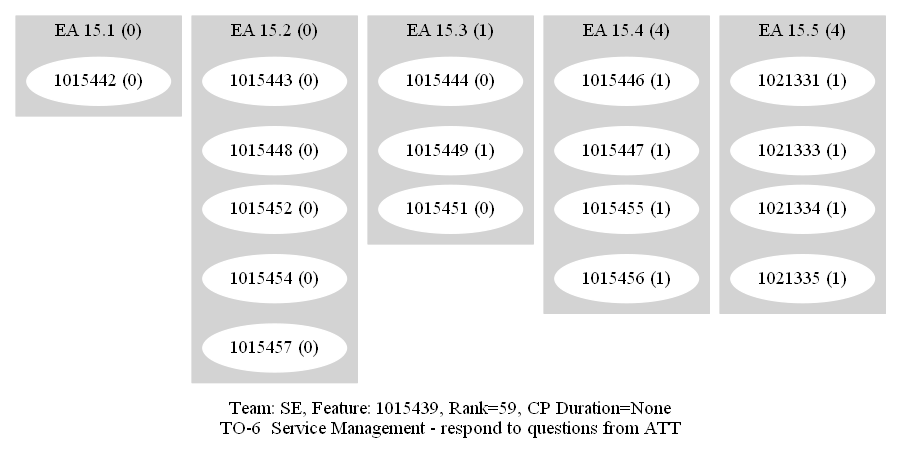 EA 15.1 (0)
1015442 (0)
EA 15.2 (0)
1015443 (0)
1015448 (0)
1015452 (0)
1015454 (0)
1015457 (0)
EA 15.3 (1)
1015444 (0)
1015449 (1)
1015451 (0)
EA 15.4 (4)
1015446 (1)
1015447 (1)
1015455 (1)
1015456 (1)
EA 15.5 (4)
1021331 (1)
1021333 (1)
1021334 (1)
1021335 (1)
Team: SE, Feature: 1015439, Rank=59, CP Duration=None
TO-6  Service Management - respond to questions from ATT